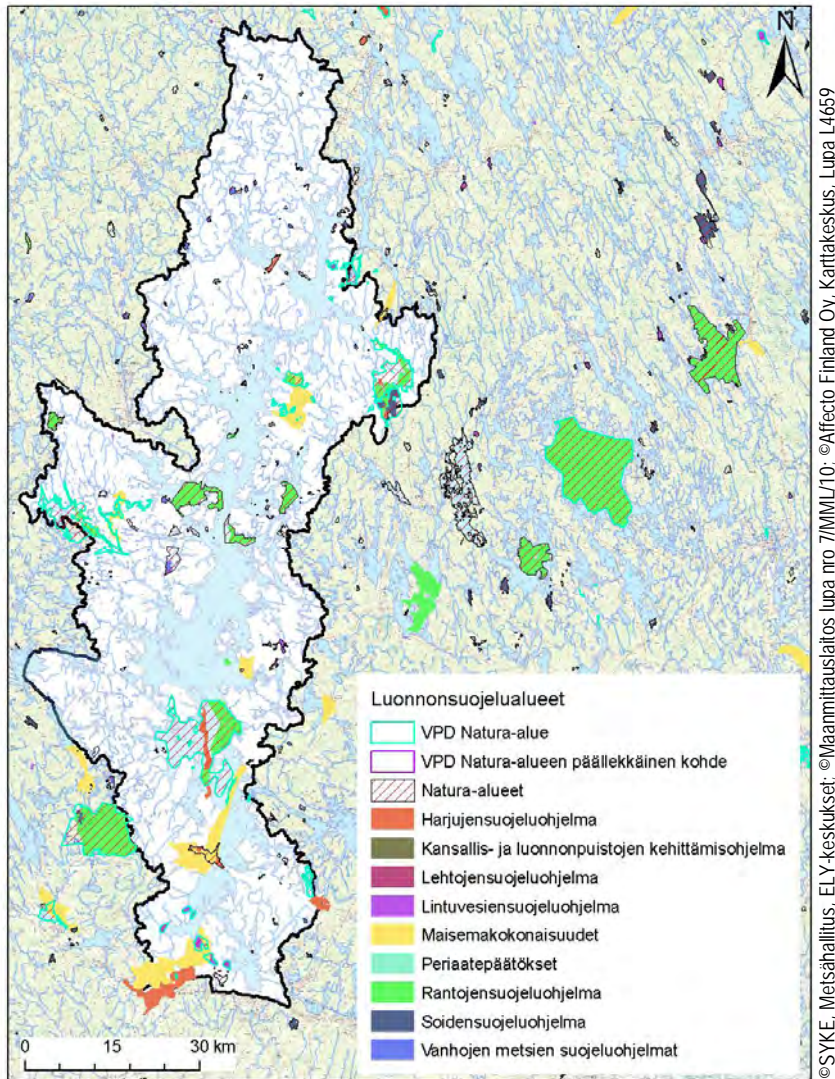 N
Luonnonsuojelualueet
VPD Natura-alue
VPD Natura-alueen päällekkäinen kohde
Natura-alueet
Harjujensuojeluohjelma
Kansallis- ja luonnonpuistojen kehittämisohjelma
Lehtojensuojeluohjelma
Lintuvesiensuojeluohjelma
Maisemakokonaisuudet
Periaatepäätökset
Rantojensuojeluohjelma
Soidensuojeluohjelma
Vanhojen metsien suojeluohjelmat
0 15 30 km
©SYKE, Metsähallitus, ELY-keskukset; ©Maanmittauslaitos lupa nro 7/MML/10; ©Affecto Finland Oy, Karttakeskus, Lupa L4659